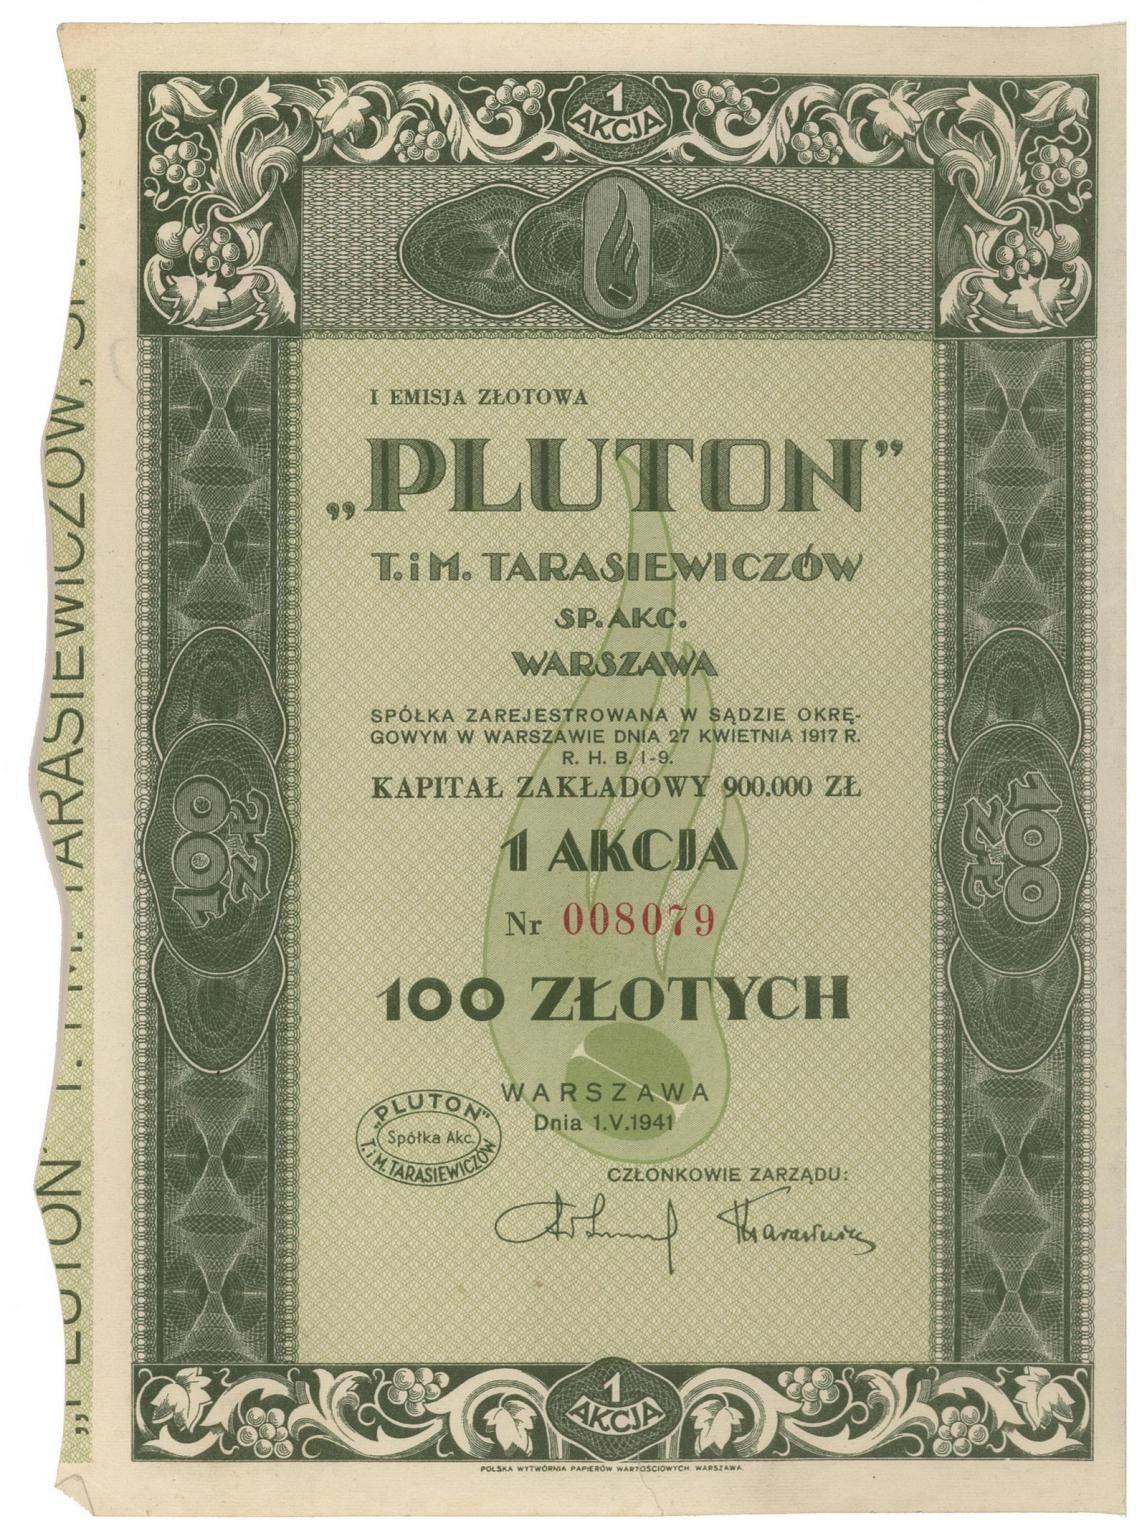 1
AKCJA
I EMISJA ZŁOTOWA
„PLUTON”
T. i M. TARASIEWICZÓW
SP. AKC.
WARSZAWA
SPÓŁKA ZAREJESTROWANA W SĄDZIE OKRĘ-
GOWYM W WARSZAWIE DNIA 27 KWIETNIA 1917 R.
R. H. B. I-9.
KAPITAŁ ZAKŁADOWY 900.000 ZŁ
1 AKCJA
Nr 008079
100 ZŁOTYCH
WARSZAWA
Dnia 1.V.1941
CZŁONKOWIE ZARZĄDU:
„PLUTON”
Spółka Akc.
T. i M. TARASIEWICZÓW
100
ZŁ
100
ZŁ
1
AKCJA
POLSKA WYTWÓRNIA PAPIERÓW WARTOŚCIOWYCH. WARSZAWA.
„PLUTON” T. I M. TARASIEWICZÓW, SP.